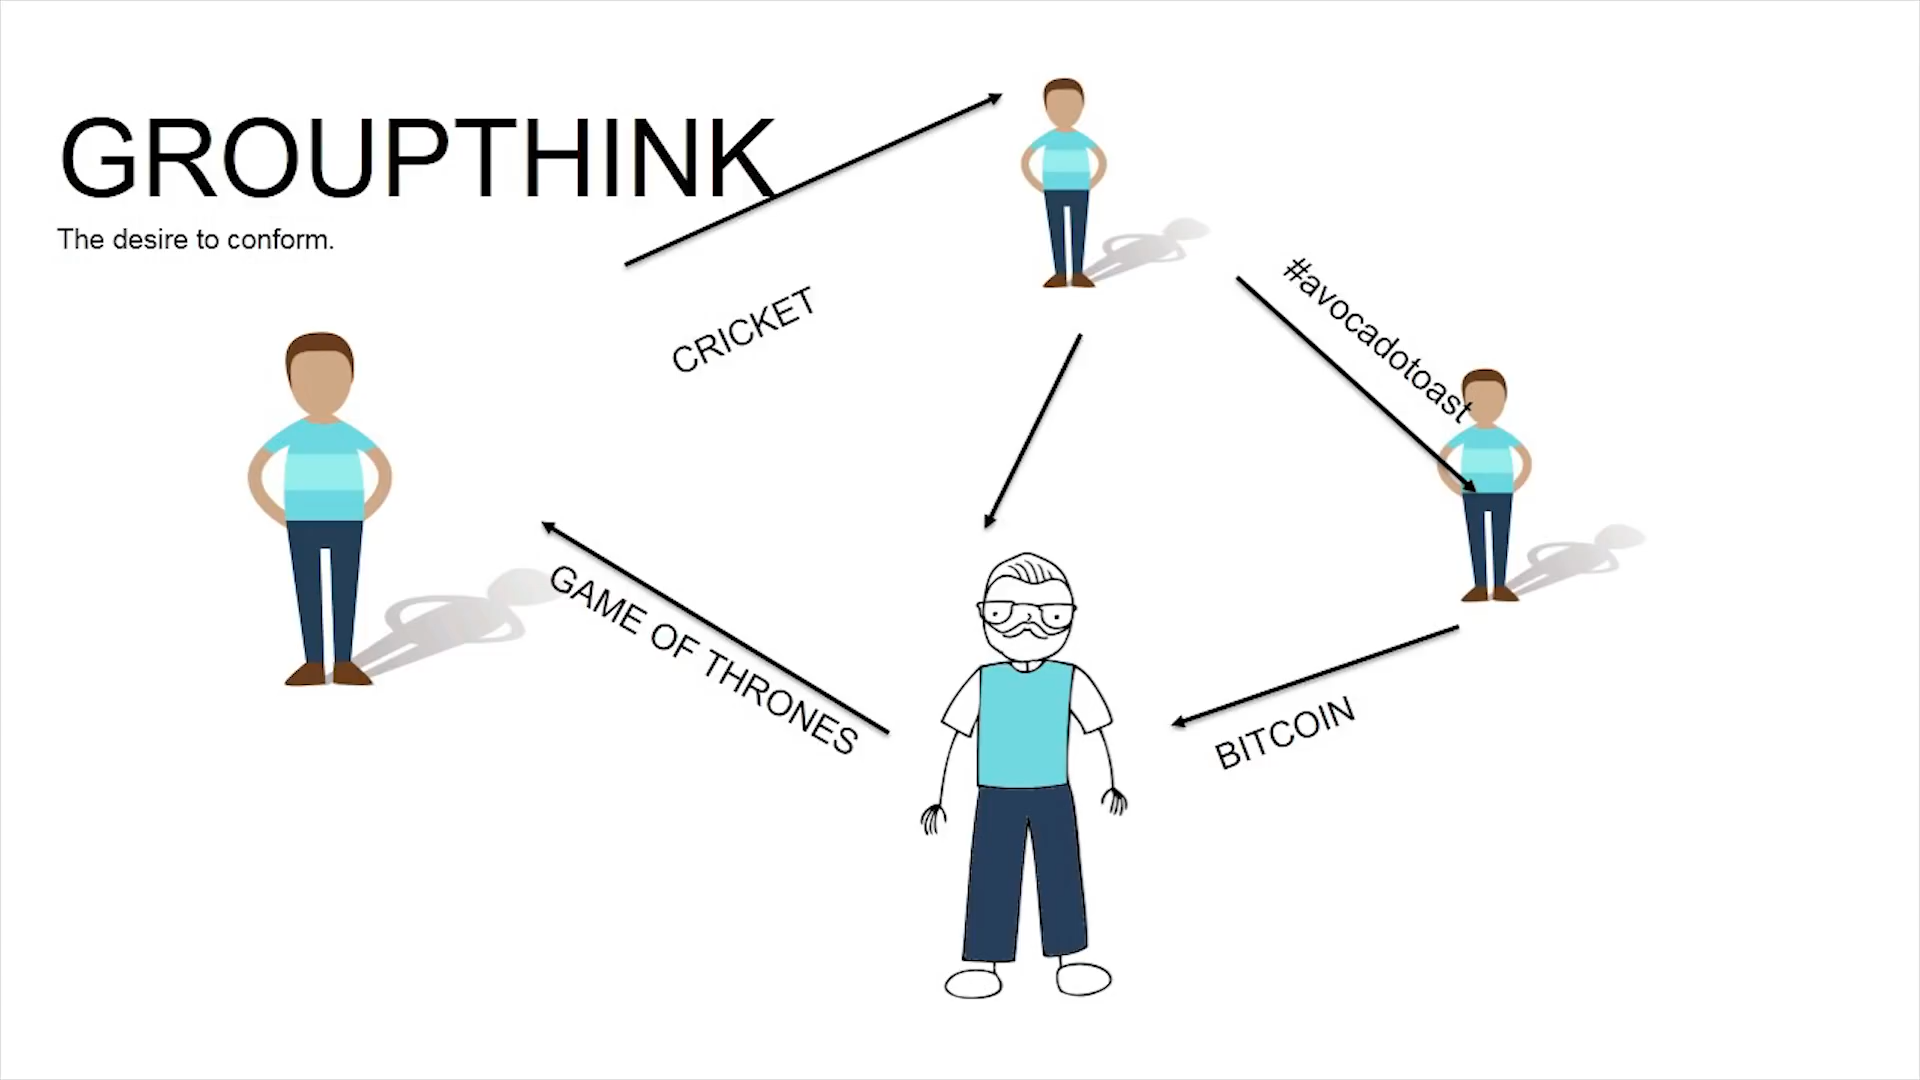 GROUPTHINK
The desire to conform.
CRICKET
#avocadotoast
GAME OF THRONES
BITCOIN